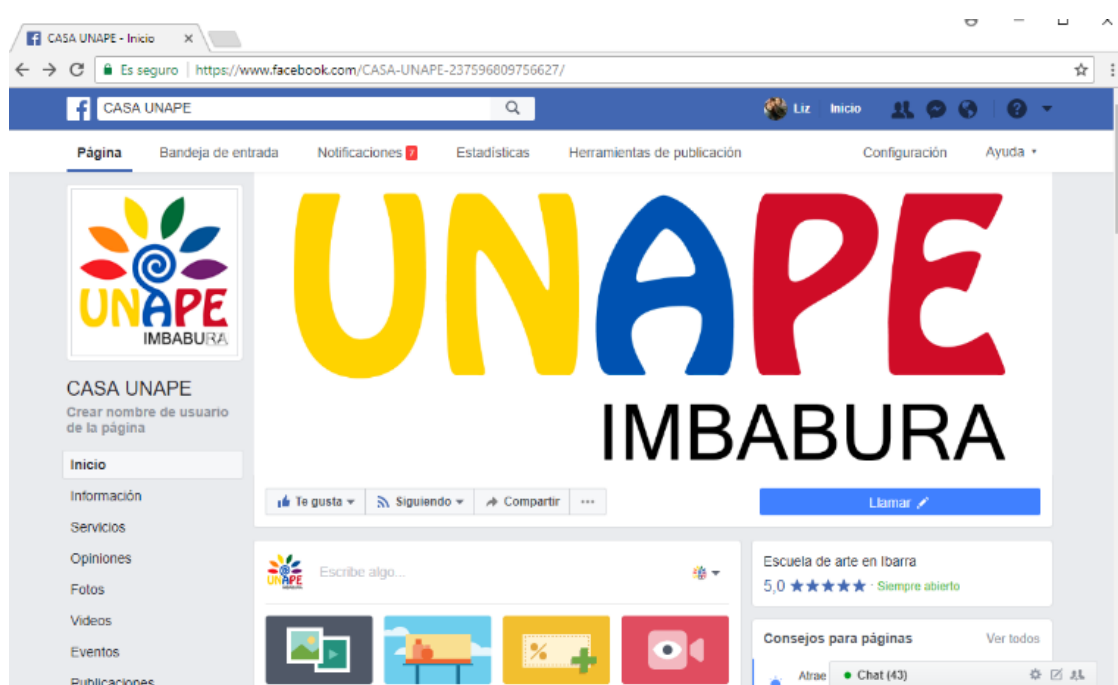 CASA UNAPE - Inicio
Es seguro | https://www.facebook.com/CASA-UNAPE-237596809756627/
CASA UNAPE
Liz Inicio
Página Bandeja de entrada Notificaciones 7 Estadísticas Herramientas de publicación Configuración Ayuda
UNAPE
IMBABURA
UNAPE
IMBABURA
CASA UNAPE
Crear nombre de usuario
de la página
Inicio
Información
Servicios
Opiniones
Fotos
Videos
Eventos
Publicaciones
Te gusta Siguiendo Compartir ...
Llamar
UNAPE
Escribe algo...
Escuela de arte en Ibarra
5,0 ★★★★★ · Siempre abierto
Consejos para páginas Ver todos
Atrae
Chat (43)